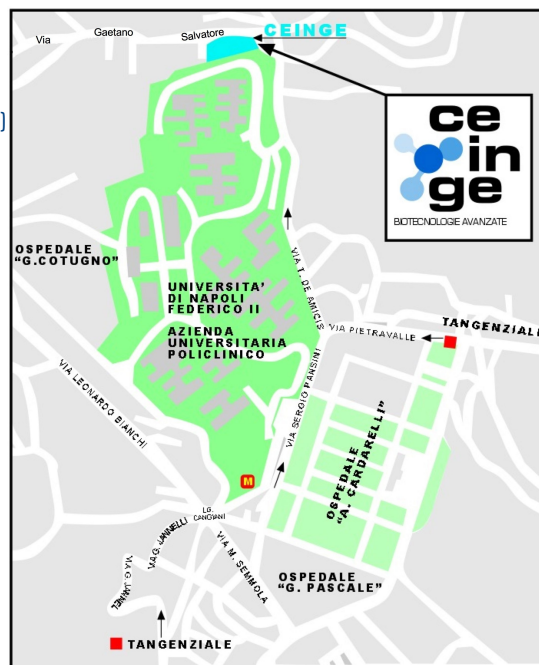 Via Gaetano Salvatore
CEINGE
ce
in
ge
BIOTECNOLOGIE AVANZATE
)
OSPEDALE
"G.COTUGNO"
UNIVERSITA'
DI NAPOLI
FEDERICO II
AZIENDA
UNIVERSITARIA
POLICLINICO
VIA T. DE AMICIS
VIA PIETRAVALLE
TANGENZIALE
VIA LEONARDO BIANCHI
VIA SERGIO PANSINI
OSPEDALE
"A. CARDARELLI"
M
LG.
CANGIANI
VIA G. JANNELLI
VIA G. JANNELLI
VIA M. SEMMOLA
OSPEDALE
"G. PASCALE"
TANGENZIALE